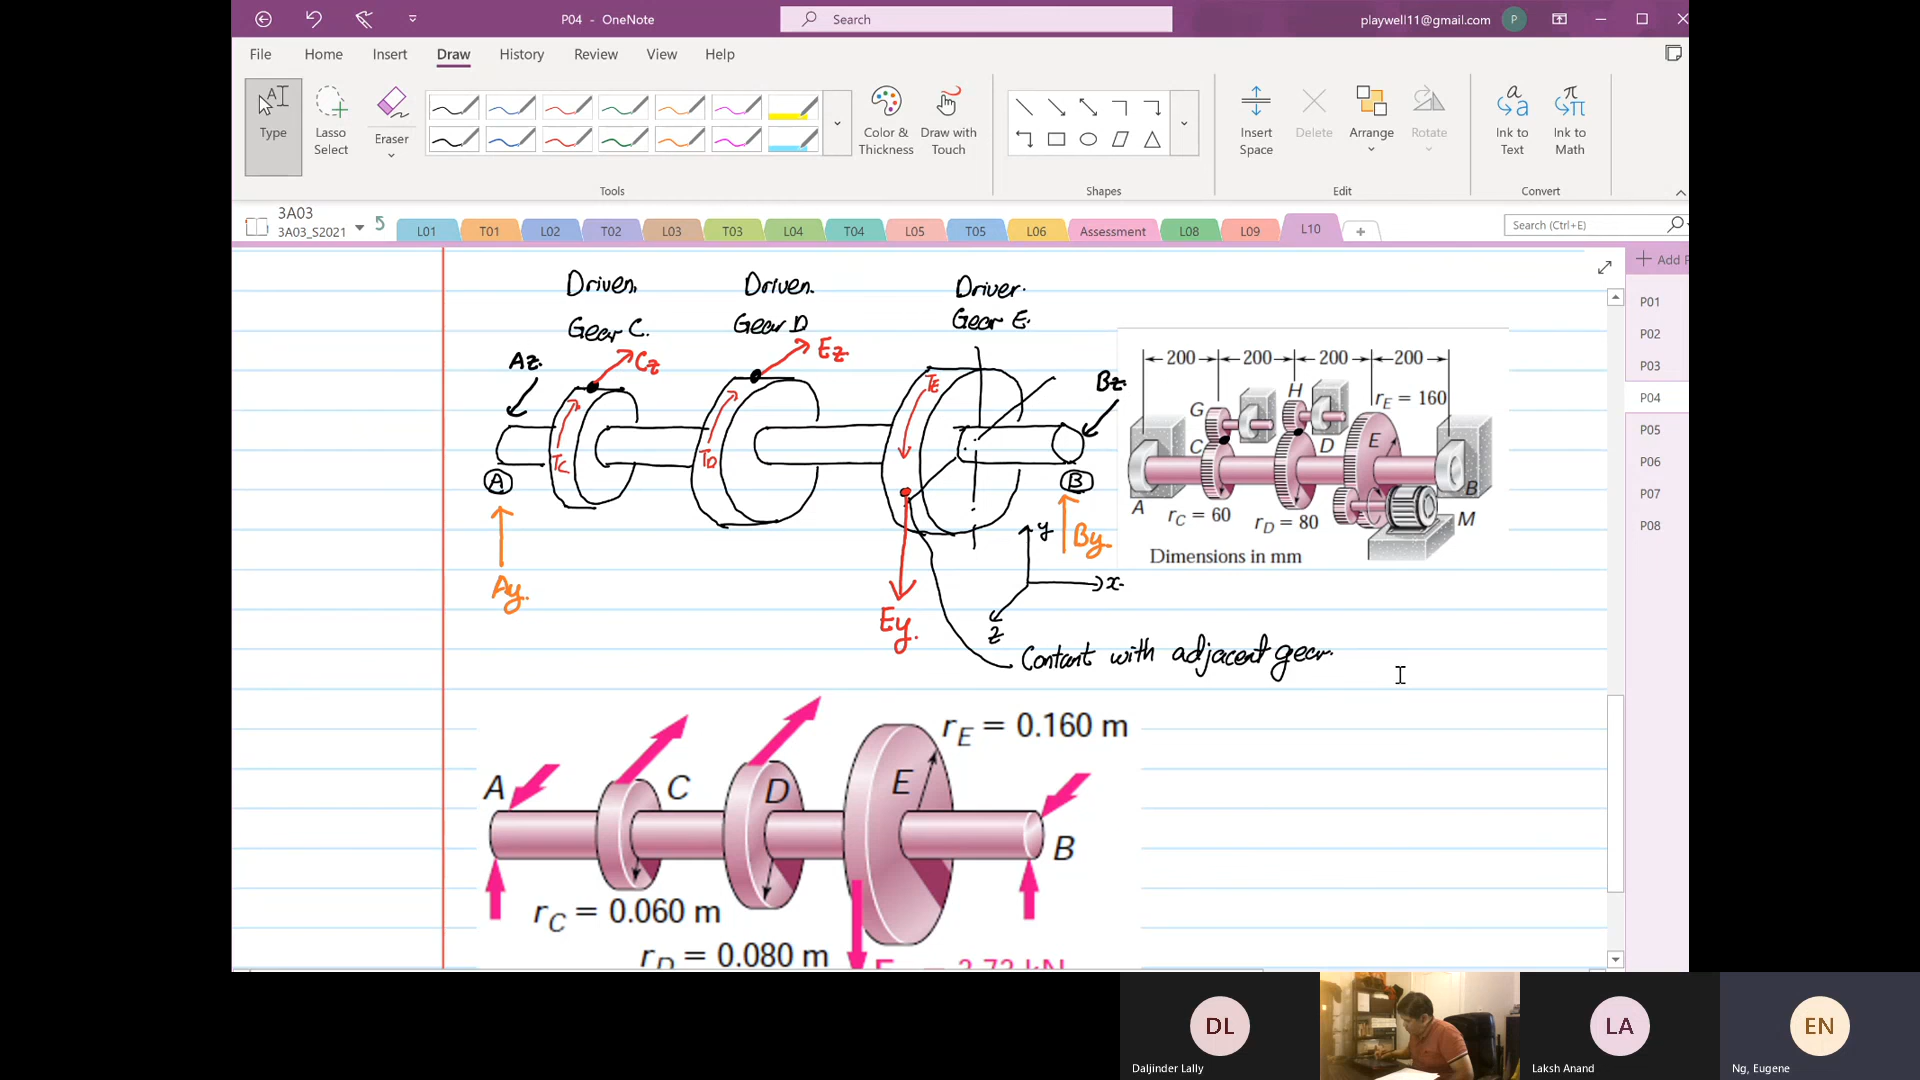 P04 - OneNote
Search
playwell11@gmail.com
P
File Home Insert Draw History Review View Help
Type
Lasso Select
Eraser
Color & Thickness
Draw with Touch
Insert Space
Delete
Arrange
Rotate
Ink to Text
Ink to Math
Tools
Shapes
Edit
Convert
3A03
3A03_S2021
L01 T01 L02 T02 L03 T03 L04 T04 L05 T05 L06 Assessment L08 L09 L10
Search (Ctrl+E)
Add P
P01
P02
P03
P04
P05
P06
P07
P08
Driven. Driven. Driver.
Gear C. Gear D Gear E.
Az. Cz Ez TE Bz.
TC TD
A B
Ay. Ey. By.
y
x
z
Contant with adjacent gear.
200 200 200 200
H
G rE = 160
C D E
A B
rC = 60 rD = 80 M
Dimensions in mm
rE = 0.160 m
A C D E
B
rC = 0.060 m
rD = 0.080 m
DL
Daljinder Lally
LA
Laksh Anand
EN
Ng, Eugene